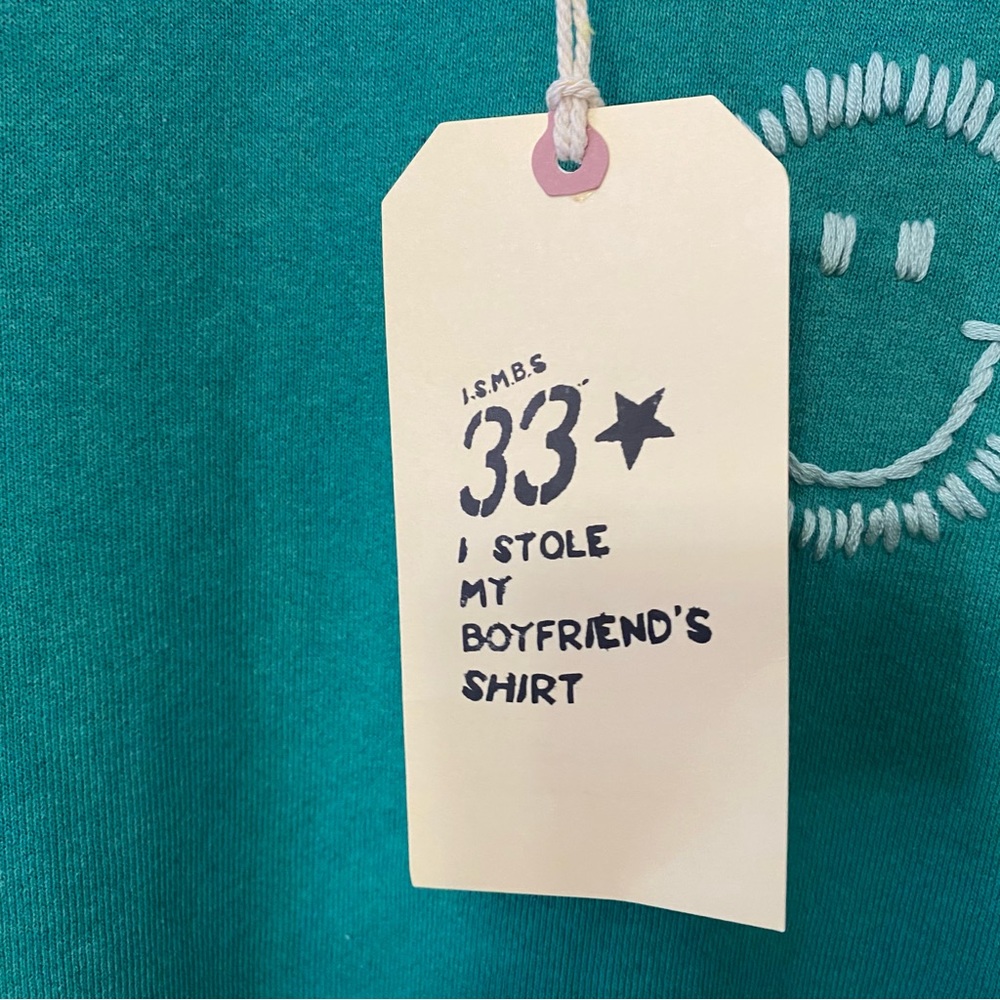 I.S.M.B.S
33
I STOLE
MY
BOYFRIEND'S
SHIRT